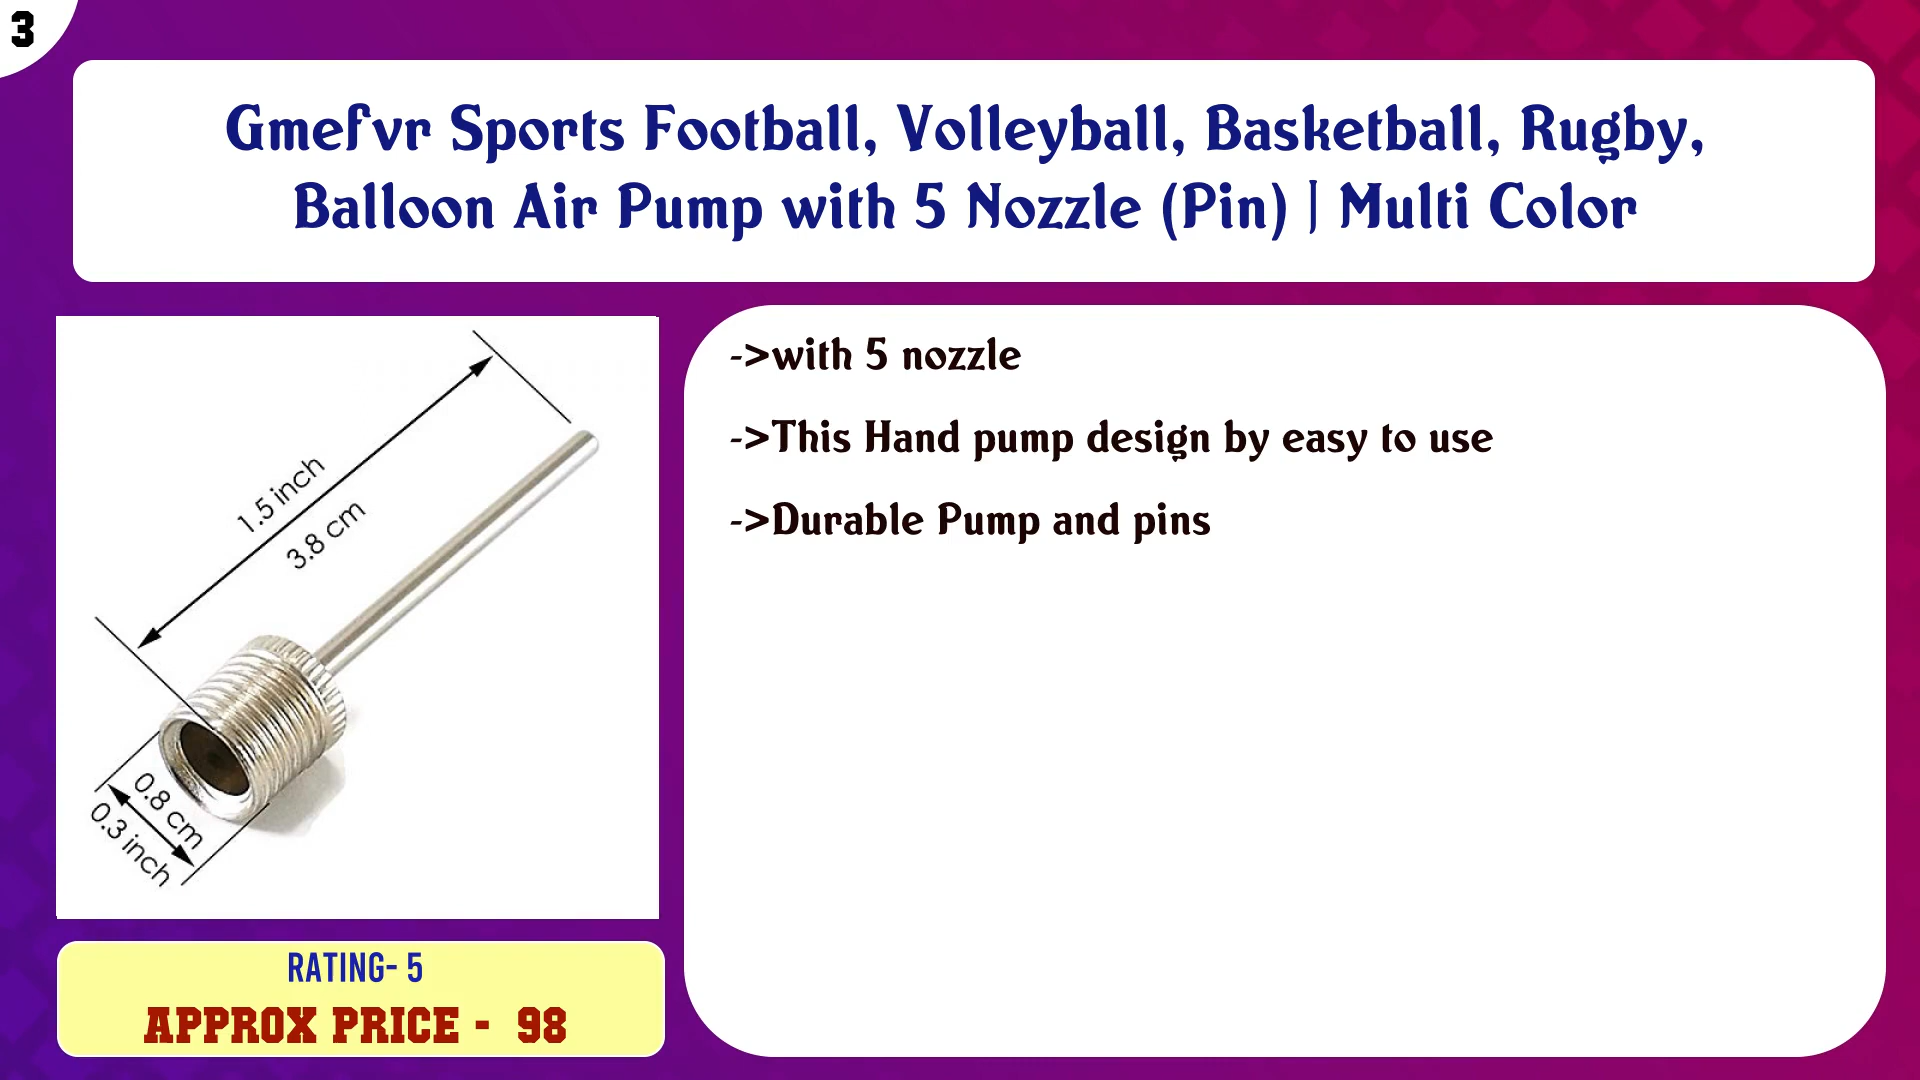 3
Gmefvr Sports Football, Volleyball, Basketball, Rugby,
Balloon Air Pump with 5 Nozzle (Pin) | Multi Color
->with 5 nozzle
->This Hand pump design by easy to use
->Durable Pump and pins
1.5 inch
3.8 cm
0.8 cm
0.3 inch
RATING- 5
APPROX PRICE - 98